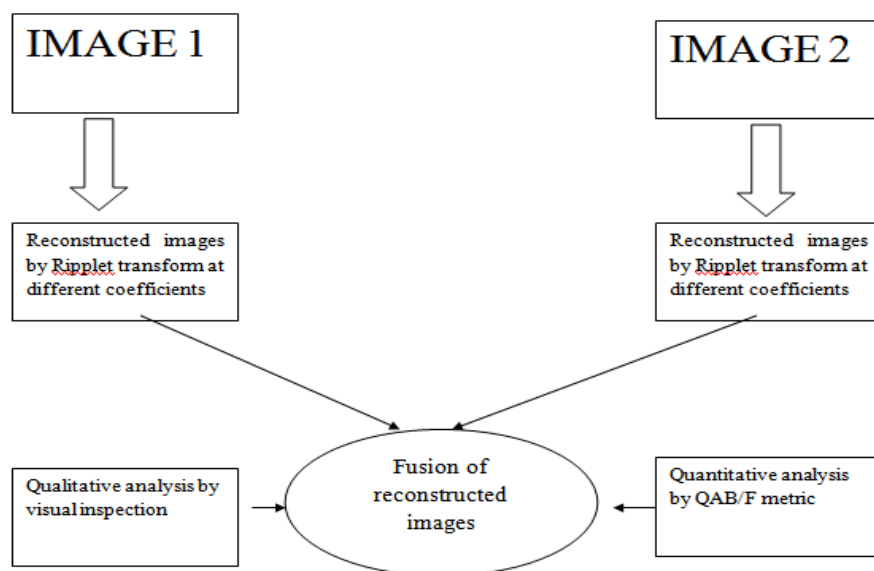 IMAGE 1
IMAGE 2
Reconstructed images
by Ripplet transform at
different coefficients
Reconstructed images
by Ripplet transform at
different coefficients
Fusion of
reconstructed
images
Qualitative analysis by
visual inspection
Quantitative analysis
by QAB/F metric